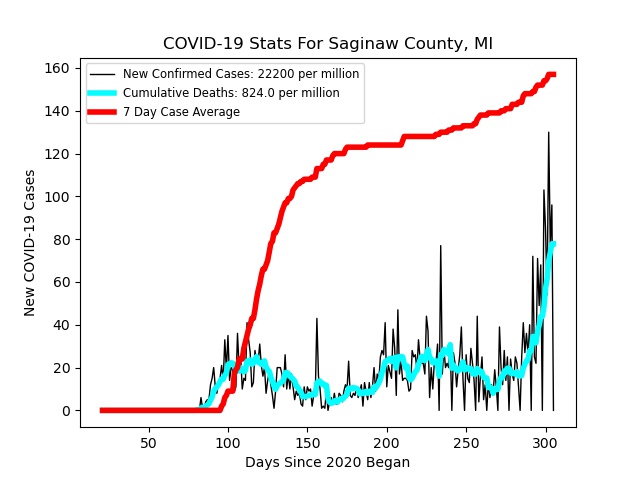 COVID-19 Stats For Saginaw County, MI
New Confirmed Cases: 22200 per million
Cumulative Deaths: 824.0 per million
7 Day Case Average
160
140
120
100
80
60
40
20
0
New COVID-19 Cases
50 100 150 200 250 300
Days Since 2020 Began